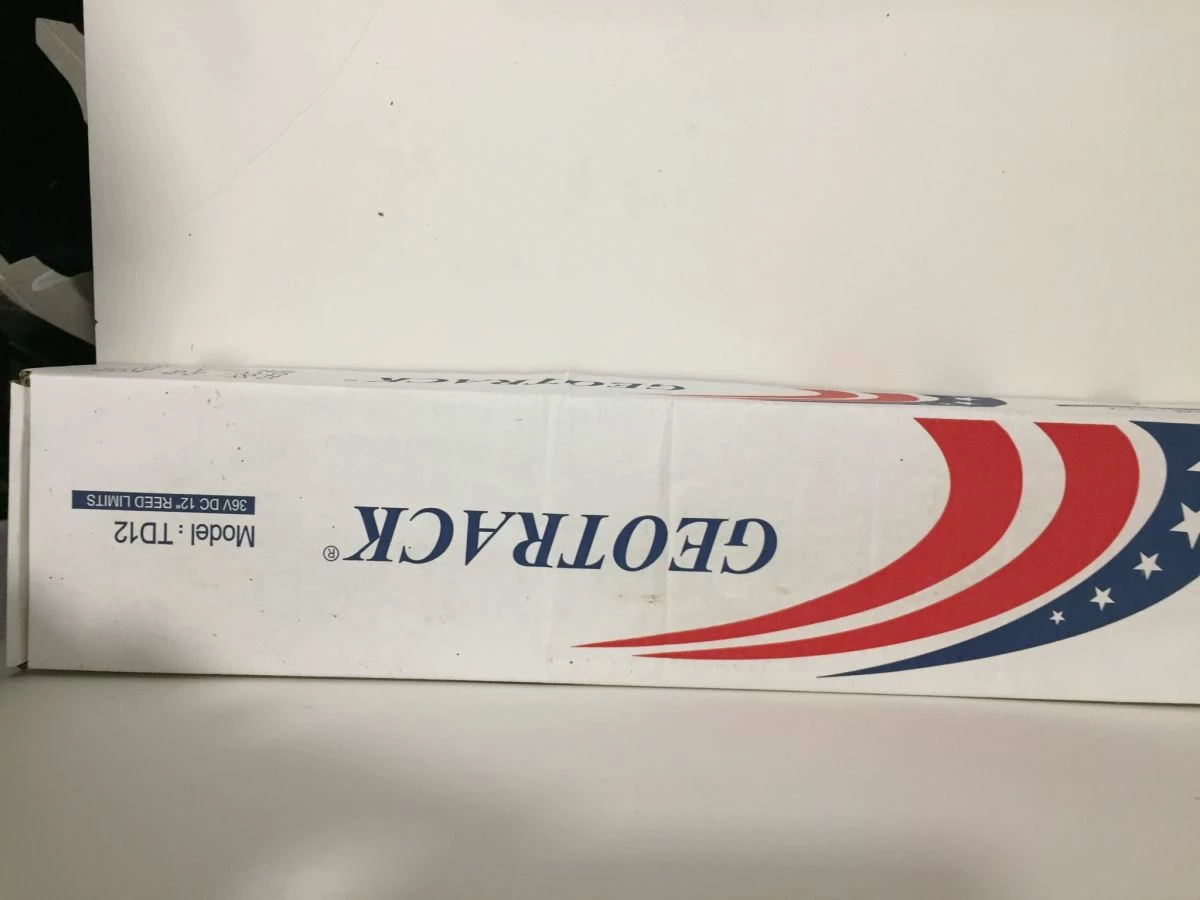 GEOTRACK®
Model : TD12
36V DC 12" REED LIMITS
GEOTRACK